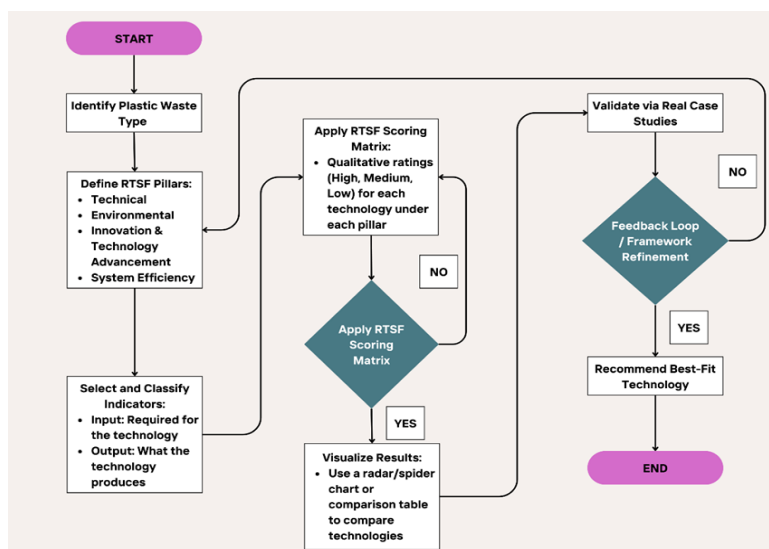 START
Identify Plastic Waste
Type
Define RTSF Pillars:
• Technical
• Environmental
• Innovation &
Technology
Advancement
• System Efficiency
Select and Classify
Indicators:
• Input: Required for
the technology
• Output: What the
technology
produces
Apply RTSF Scoring
Matrix:
• Qualitative ratings
(High, Medium,
Low) for each
technology under
each pillar
NO
Apply RTSF
Scoring
Matrix
YES
Visualize Results:
• Use a radar/spider
chart or
comparison table
to compare
technologies
Validate via Real Case
Studies
NO
Feedback Loop
/ Framework
Refinement
YES
Recommend Best-Fit
Technology
END